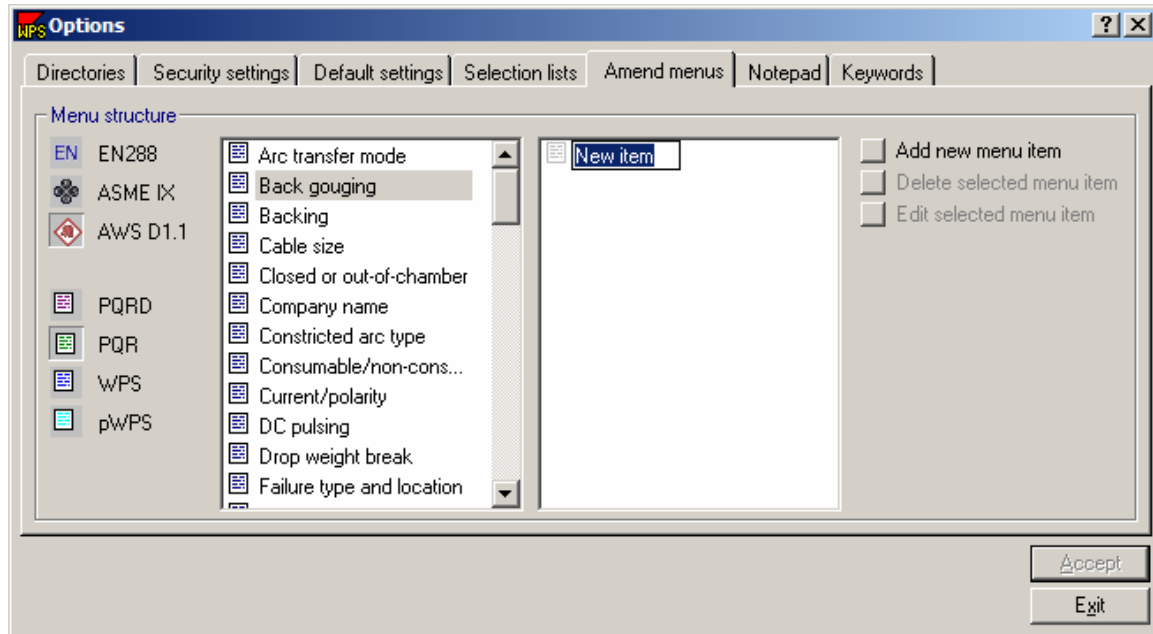 WPS Options
Directories Security settings Default settings Selection lists Amend menus Notepad Keywords
Menu structure
EN EN288
ASME IX
AWS D1.1
PQRD
PQR
WPS
pWPS
Arc transfer mode
Back gouging
Backing
Cable size
Closed or out-of-chamber
Company name
Constricted arc type
Consumable/non-cons...
Current/polarity
DC pulsing
Drop weight break
Failure type and location
New item
Add new menu item
Delete selected menu item
Edit selected menu item
Accept
Exit